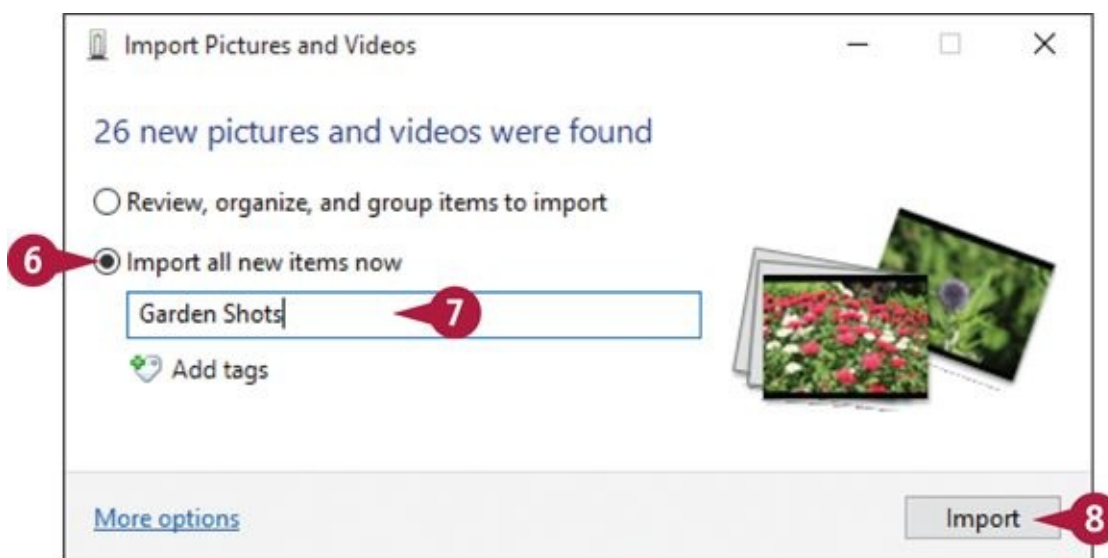 Import Pictures and Videos
26 new pictures and videos were found
Review, organize, and group items to import
6
Import all new items now
Garden Shots
7
Add tags
More options
Import
8